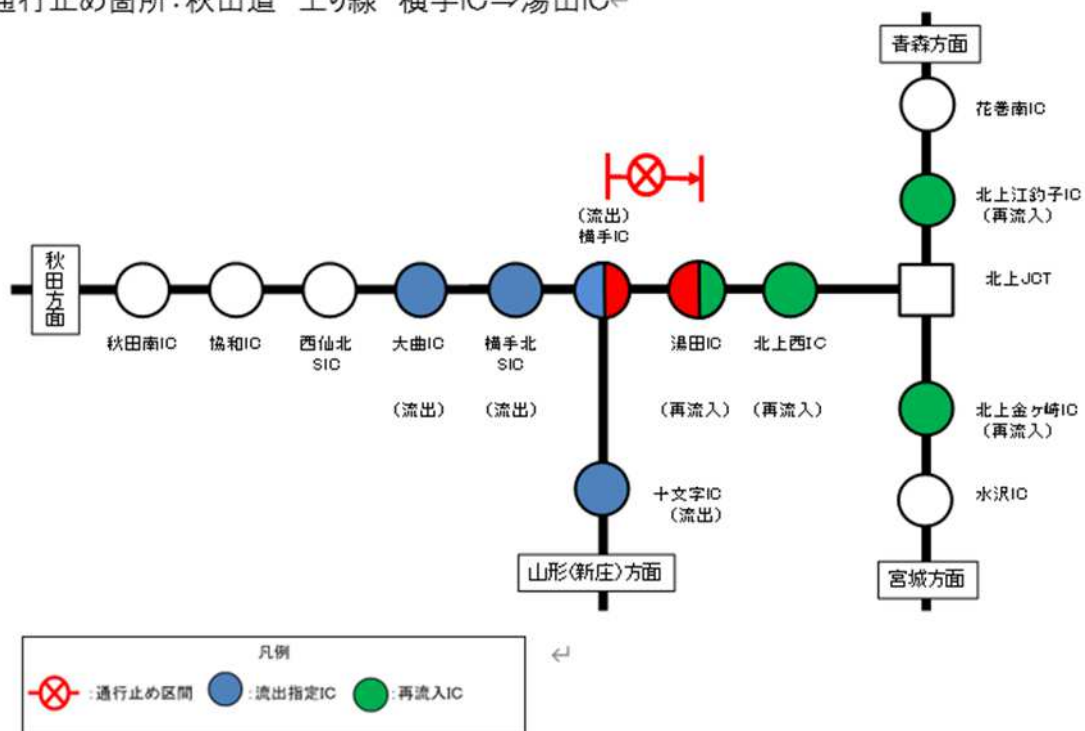 通行止め箇所：秋田道 上り線 横手IC⇒湯田IC↵
青森方面
花巻南IC
北上江釣子IC
（再流入）
（流出）
横手IC
秋田方面
北上JCT
秋田南IC
協和IC
西仙北
SIC
大曲IC
横手北
SIC
湯田IC
北上西IC
（流出）
（流出）
（再流入）
（再流入）
北上金ヶ崎IC
（再流入）
十文字IC
（流出）
水沢IC
山形（新庄）方面
宮城方面
凡例
：通行止め区間
：流出指定IC
：再流入IC
↵